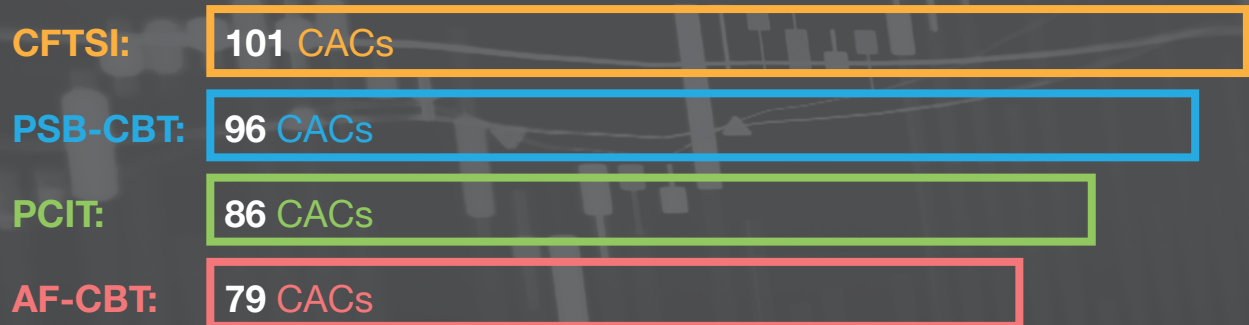 CFTSI: 101 CACs
PSB-CBT: 96 CACs
PCIT: 86 CACs
AF-CBT: 79 CACs